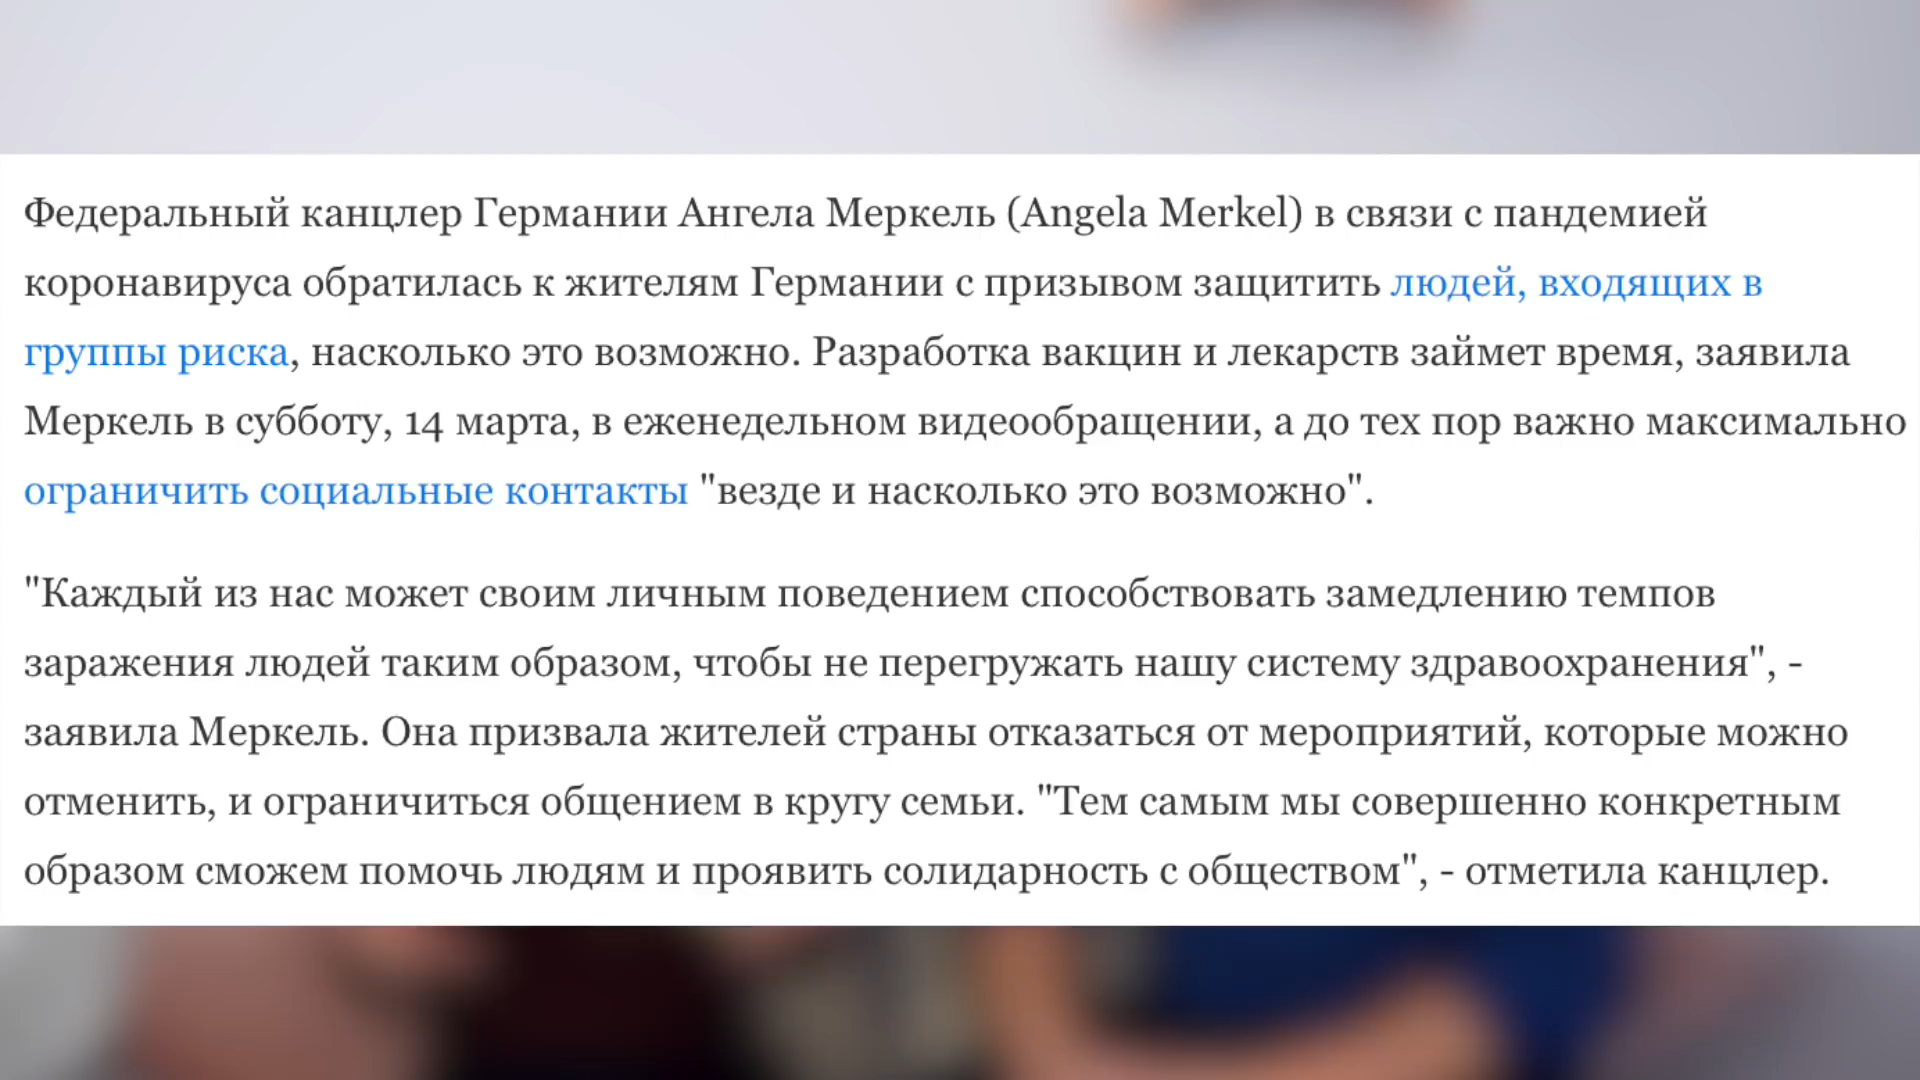 Федеральный канцлер Германии Ангела Меркель (Angela Merkel) в связи с пандемией
коронавируса обратилась к жителям Германии с призывом защитить людей, входящих в
группы риска, насколько это возможно. Разработка вакцин и лекарств займет время, заявила
Меркель в субботу, 14 марта, в еженедельном видеообращении, а до тех пор важно максимально
ограничить социальные контакты "везде и насколько это возможно".
"Каждый из нас может своим личным поведением способствовать замедлению темпов
заражения людей таким образом, чтобы не перегружать нашу систему здравоохранения", -
заявила Меркель. Она призвала жителей страны отказаться от мероприятий, которые можно
отменить, и ограничиться общением в кругу семьи. "Тем самым мы совершенно конкретным
образом сможем помочь людям и проявить солидарность с обществом", - отметила канцлер.